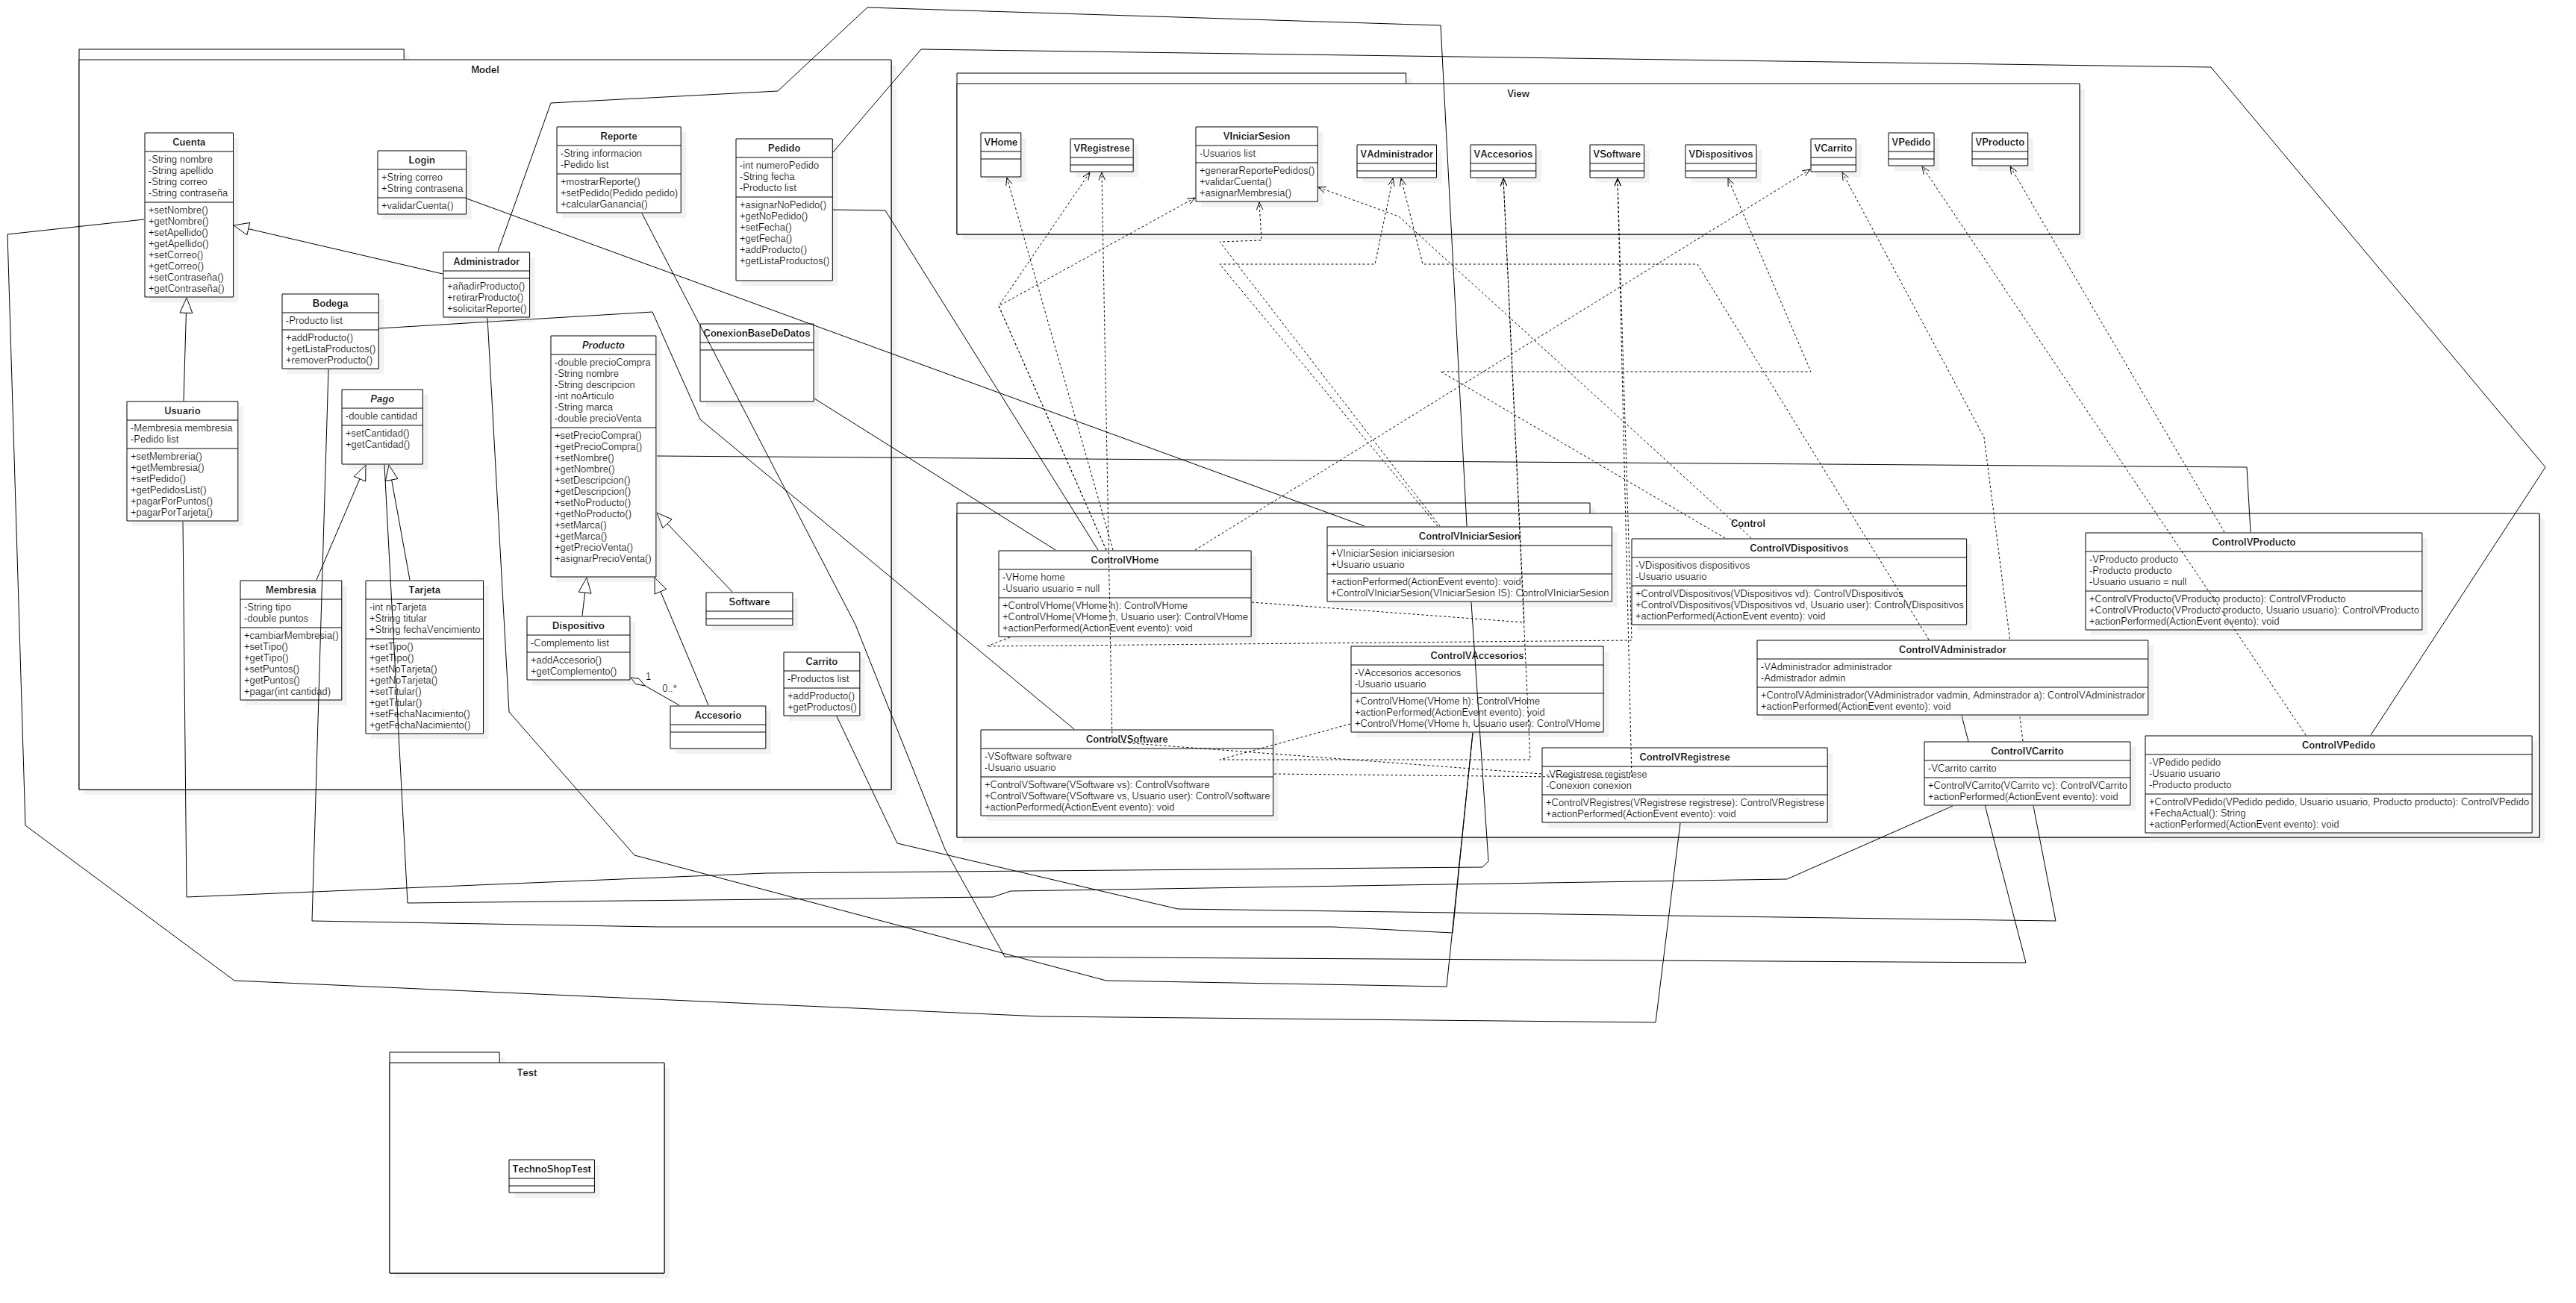 Model
Cuenta
-String nombre
-String apellido
-String correo
-String contraseña
+setNombre()
+getNombre()
+setApellido()
+getApellido()
+setCorreo()
+getCorreo()
+setContraseña()
+getContraseña()
Login
+String correo
+String contrasena
+validarCuenta()
Reporte
-String informacion
-Pedido list
+mostrarReporte()
+setPedido(Pedido pedido)
+calcularGanancia()
Pedido
-int numeroPedido
-String fecha
-Producto list
+asignarNoPedido()
+getNoPedido()
+setFecha()
+getFecha()
+addProducto()
+getListaProductos()
Administrador
+añadirProducto()
+retirarProducto()
+solicitarReporte()
Bodega
-Producto list
+addProducto()
+getListaProductos()
+removerProducto()
ConexionBaseDeDatos
Producto
-double precioCompra
-String nombre
-String descripcion
-int noArticulo
-String marca
-double precioVenta
+setPrecioCompra()
+getPrecioCompra()
+setNombre()
+getNombre()
+setDescripcion()
+getDescripcion()
+setNoProducto()
+getNoProducto()
+setMarca()
+getMarca()
+getPrecioVenta()
+asignarPrecioVenta()
Usuario
-Membresia membresia
-Pedido list
+setMembreria()
+getMembresia()
+setPedido()
+getPedidosList()
+pagarPorPuntos()
+pagarPorTarjeta()
Pago
-double cantidad
+setCantidad()
+getCantidad()
Membresia
-String tipo
-double puntos
+cambiarMembresia()
+setTipo()
+getTipo()
+setPuntos()
+getPuntos()
+pagar(int cantidad)
Tarjeta
-int noTarjeta
+String titular
+String fechaVencimiento
+setTipo()
+getTipo()
+setNoTarjeta()
+getNoTarjeta()
+setTitular()
+getTitular()
+setFechaNacimiento()
+getFechaNacimiento()
Software
Dispositivo
-Complemento list
+addAccesorio()
+getComplemento()
1
0..*
Accesorio
Carrito
-Productos list
+addProducto()
+getProductos()
View
VHome
VRegistrese
VIniciarSesion
-Usuarios list
+generarReportePedidos()
+validarCuenta()
+asignarMembresia()
VAdministrador
VAccesorios
VSoftware
VDispositivos
VCarrito
VPedido
VProducto
Control
ControlVHome
-VHome home
-Usuario usuario = null
+ControlVHome(VHome h): ControlVHome
+ControlVHome(VHome h, Usuario user): ControlVHome
+actionPerformed(ActionEvent evento): void
ControlVIniciarSesion
+VIniciarSesion iniciarsesion
+Usuario usuario
+actionPerformed(ActionEvent evento): void
+ControlVIniciarSesion(VIniciarSesion IS): ControlVIniciarSesion
ControlVDispositivos
-VDispositivos dispositivos
-Usuario usuario
+ControlVDispositivos(VDispositivos vd): ControlVDispositivos
+ControlVDispositivos(VDispositivos vd, Usuario user): ControlVDispositivos
+actionPerformed(ActionEvent evento): void
ControlVProducto
-VProducto producto
-Producto producto
-Usuario usuario = null
+ControlVProducto(VProducto producto): ControlVProducto
+ControlVProducto(VProducto producto, Usuario usuario): ControlVProducto
+actionPerformed(ActionEvent evento): void
ControlVAccesorios
-VAccesorios accesorios
-Usuario usuario
+ControlVHome(VHome h): ControlVHome
+actionPerformed(ActionEvent evento): void
+ControlVHome(VHome h, Usuario user): ControlVHome
ControlVAdministrador
-VAdministrador administrador
-Admistrador admin
+ControlVAdministrador(VAdministrador vadmin, Adminstrador a): ControlVAdministrador
+actionPerformed(ActionEvent evento): void
ControlVSoftware
-VSoftware software
-Usuario usuario
+ControlVSoftware(VSoftware vs): ControlVsoftware
+ControlVSoftware(VSoftware vs, Usuario user): ControlVsoftware
+actionPerformed(ActionEvent evento): void
ControlVRegistrese
-VRegistrese registrese
-Conexion conexion
+ControlVRegistres(VRegistrese registrese): ControlVRegistrese
+actionPerformed(ActionEvent evento): void
ControlVCarrito
-VCarrito carrito
+ControlVCarrito(VCarrito vc): ControlVCarrito
+actionPerformed(ActionEvent evento): void
ControlVPedido
-VPedido pedido
-Usuario usuario
-Producto producto
+ControlVPedido(VPedido pedido, Usuario usuario, Producto producto): ControlVPedido
+FechaActual(): String
+actionPerformed(ActionEvent evento): void
Test
TechnoShopTest